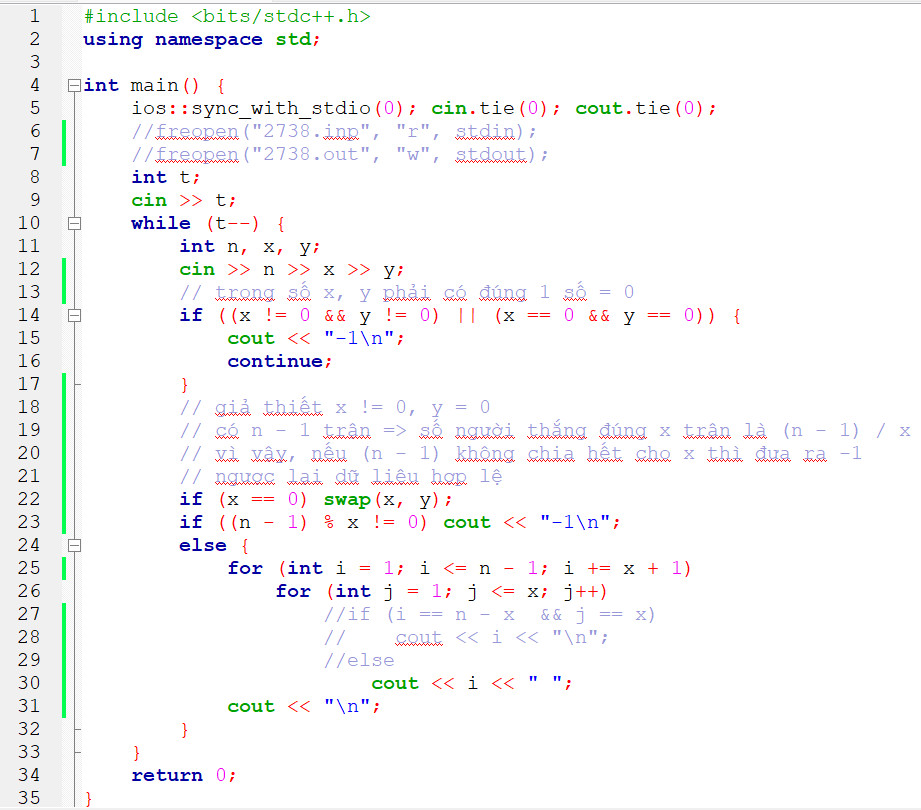 1 #include <bits/stdc++.h>
2 using namespace std;
3
4 int main() {
5 ios::sync_with_stdio(0); cin.tie(0); cout.tie(0);
6 //freopen("2738.inp", "r", stdin);
7 //freopen("2738.out", "w", stdout);
8 int t;
9 cin >> t;
10 while (t--) {
11 int n, x, y;
12 cin >> n >> x >> y;
13 // trong số x, y phải có đúng 1 số = 0
14 if ((x != 0 && y != 0) || (x == 0 && y == 0)) {
15 cout << "-1\n";
16 continue;
17 }
18 // giả thiết x != 0, y = 0
19 // có n - 1 trận => số người thắng đúng x trận là (n - 1) / x
20 // vì vậy, nếu (n - 1) không chia hết cho x thì đưa ra -1
21 // ngược lại dữ liệu hợp lệ
22 if (x == 0) swap(x, y);
23 if ((n - 1) % x != 0) cout << "-1\n";
24 else {
25 for (int i = 1; i <= n - 1; i += x + 1)
26 for (int j = 1; j <= x; j++)
27 //if (i == n - x && j == x)
28 // cout << i << "\n";
29 //else
30 cout << i << " ";
31 cout << "\n";
32 }
33 }
34 return 0;
35 }